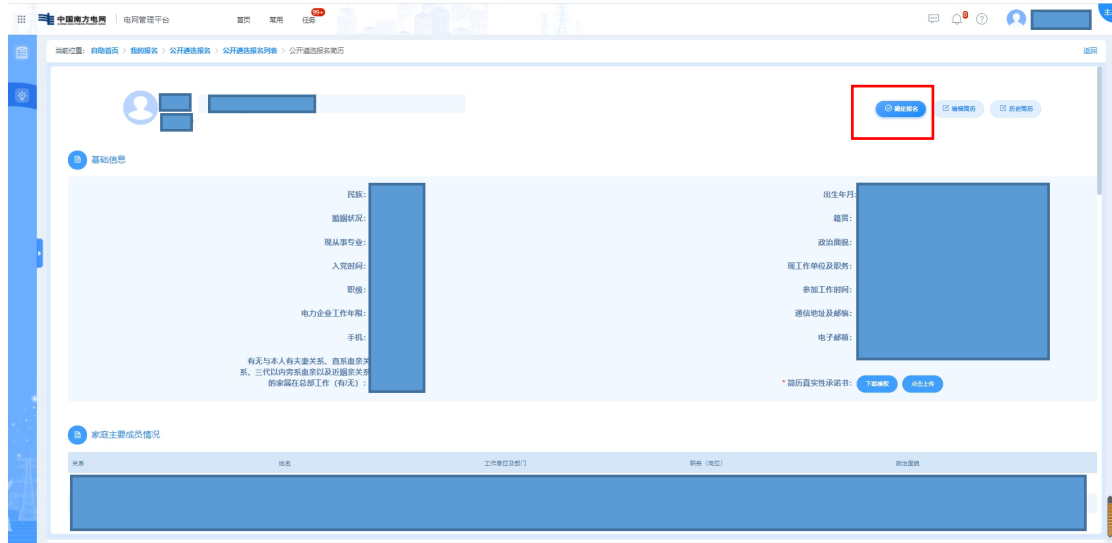 中国南方电网 电网管理平台 首页 常用 任务 99+ 0
当前位置: 自助首页 > 我的报名 > 公开遴选报名 > 公开遴选报名列表 > 公开遴选报名简历 返回
确定报名 编辑简历 历史简历
基础信息
民族: 出生年月:
婚姻状况: 籍贯:
现从事专业: 政治面貌:
入党时间: 现工作单位及职务:
职级: 参加工作时间:
电力企业工作年限: 通信地址及邮编:
手机: 电子邮箱:
有无与本人有夫妻关系、直系血亲关
系、三代以内旁系血亲以及近姻亲关系
的家属在总部工作（有/无）: * 简历真实性承诺书: 下载模板 点击上传
家庭主要成员情况
关系 姓名 工作单位及部门 职务（岗位） 政治面貌